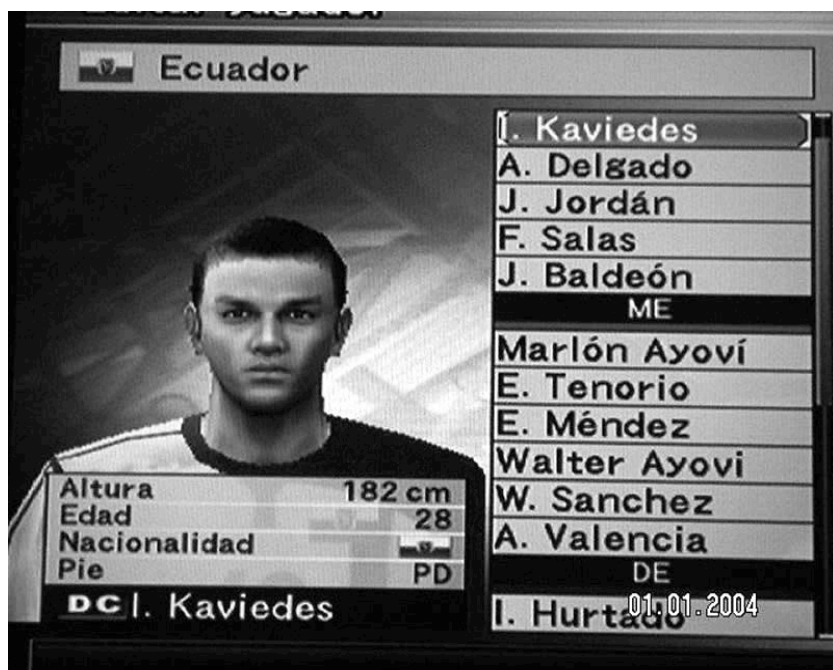 Ecuador
I. Kaviedes
A. Delgado
J. Jordán
F. Salas
J. Baldeón
ME
Marlón Ayoví
E. Tenorio
E. Méndez
Walter Ayovi
W. Sanchez
A. Valencia
DE
I. Hurtado
Altura 182 cm
Edad 28
Nacionalidad
Pie PD
DC I. Kaviedes
01.01.2004